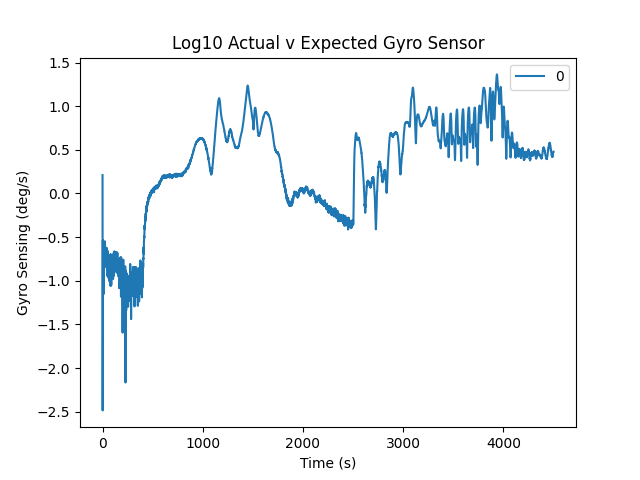 Log10 Actual v Expected Gyro Sensor
0
1.5
1.0
0.5
0.0
−0.5
−1.0
−1.5
−2.0
−2.5
Gyro Sensing (deg/s)
0 1000 2000 3000 4000
Time (s)